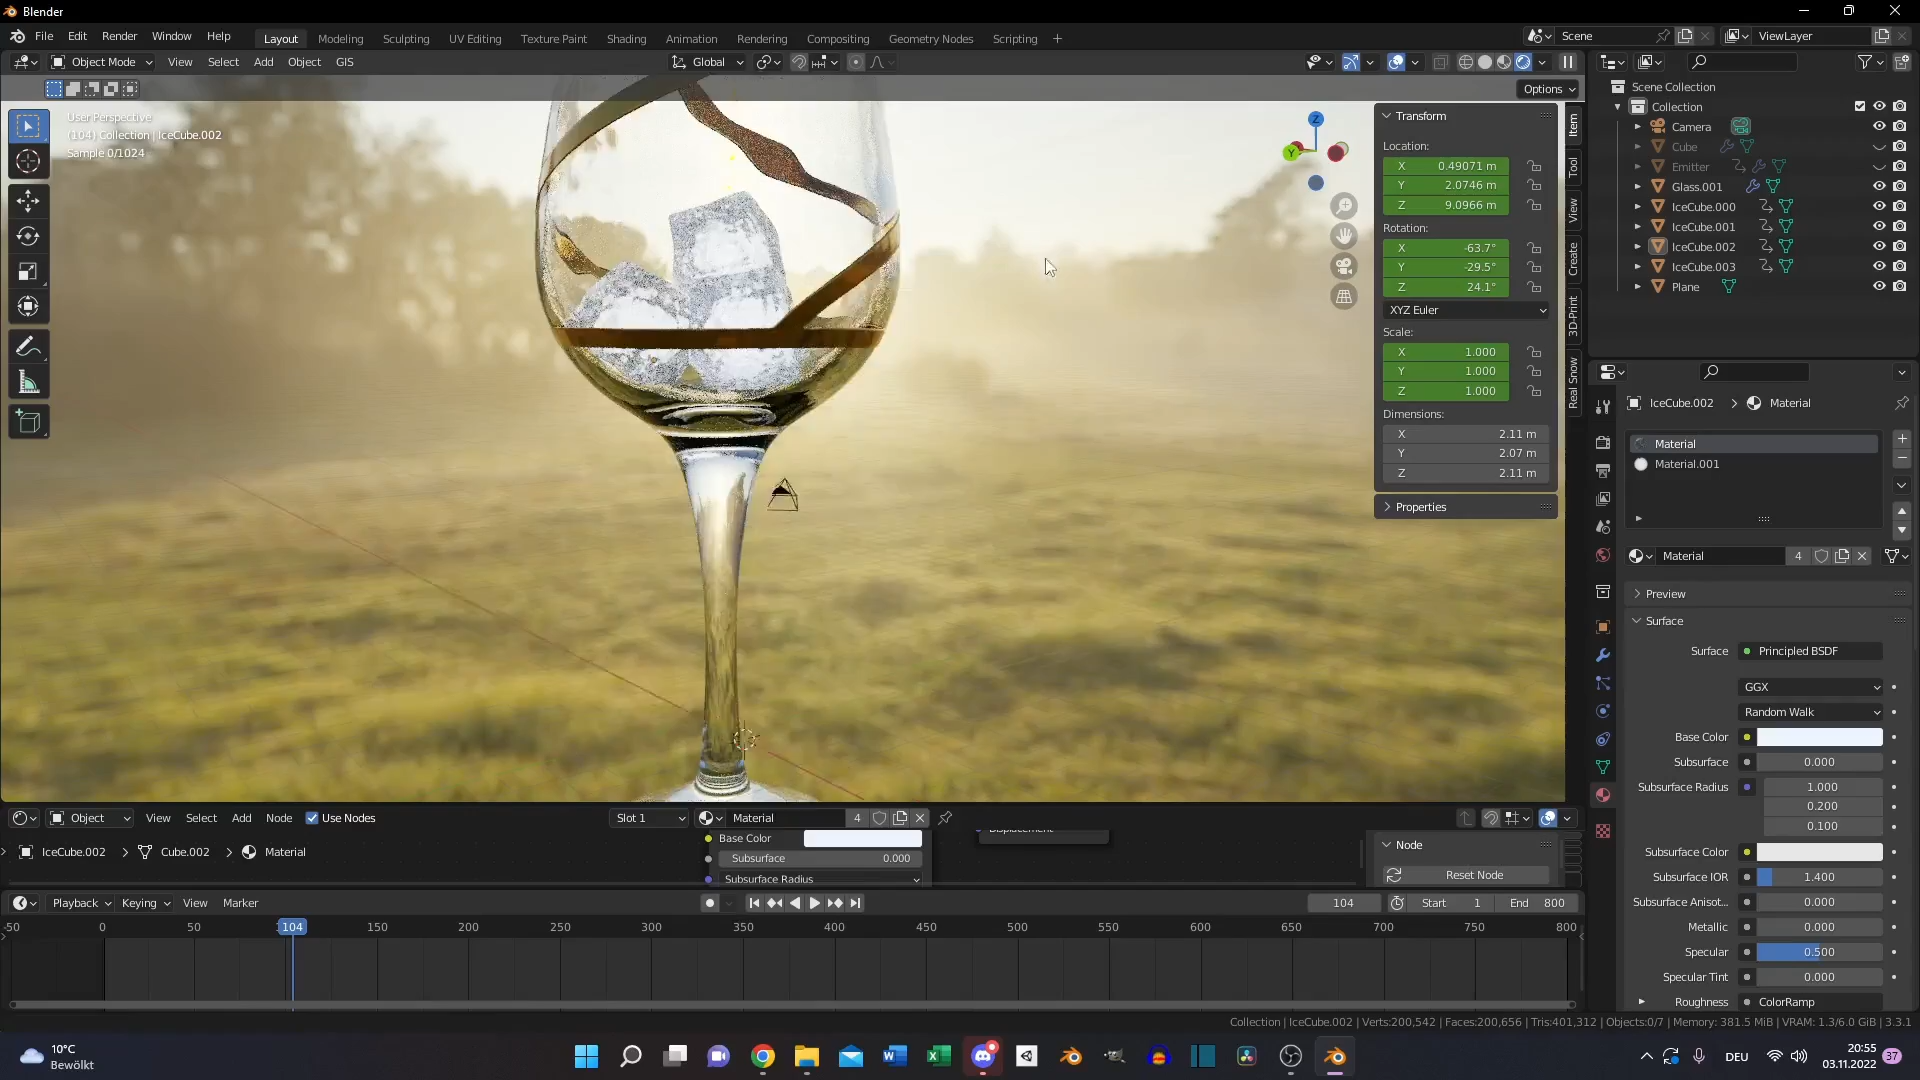 Blender
File Edit Render Window Help Layout Modeling Sculpting UV Editing Texture Paint Shading Animation Rendering Compositing Geometry Nodes Scripting + Scene ViewLayer
Object Mode View Select Add Object GIS Global
Options
User Perspective
(104) Collection | IceCube.002
Sample 0/1024
Z
Y
Transform
Location:
X 0.49071 m
Y 2.0746 m
Z 9.0966 m
Rotation:
X -63.7°
Y -29.5°
Z 24.1°
XYZ Euler
Scale:
X 1.000
Y 1.000
Z 1.000
Dimensions:
X 2.11 m
Y 2.07 m
Z 2.11 m
Properties
Item
Tool
View
Create
3D-Print
Real Snow
Scene Collection
Collection
Camera
Cube
Emitter
Glass.001
IceCube.000
IceCube.001
IceCube.002
IceCube.003
Plane
IceCube.002 > Material
Material
Material.001
Material 4
Preview
Surface
Surface Principled BSDF
GGX
Random Walk
Base Color
Subsurface 0.000
Subsurface Radius 1.000
0.200
0.100
Subsurface Color
Subsurface IOR 1.400
Subsurface Anisot... 0.000
Metallic 0.000
Specular 0.500
Specular Tint 0.000
Roughness ColorRamp
Object View Select Add Node Use Nodes Slot 1 Material 4
Base Color
Subsurface 0.000
Subsurface Radius
Displacement
IceCube.002 > Cube.002 > Material
Node
Reset Node
Playback Keying View Marker 104 Start 1 End 800
-50 0 50 104 150 200 250 300 350 400 450 500 550 600 650 700 750 800
Collection | IceCube.002 | Verts:200,542 | Faces:200,656 | Tris:401,312 | Objects:0/7 | Memory: 381.5 MiB | VRAM: 1.3/6.0 GiB | 3.3.1
10°C
Bewölkt
DEU
20:55
03.11.2022
37